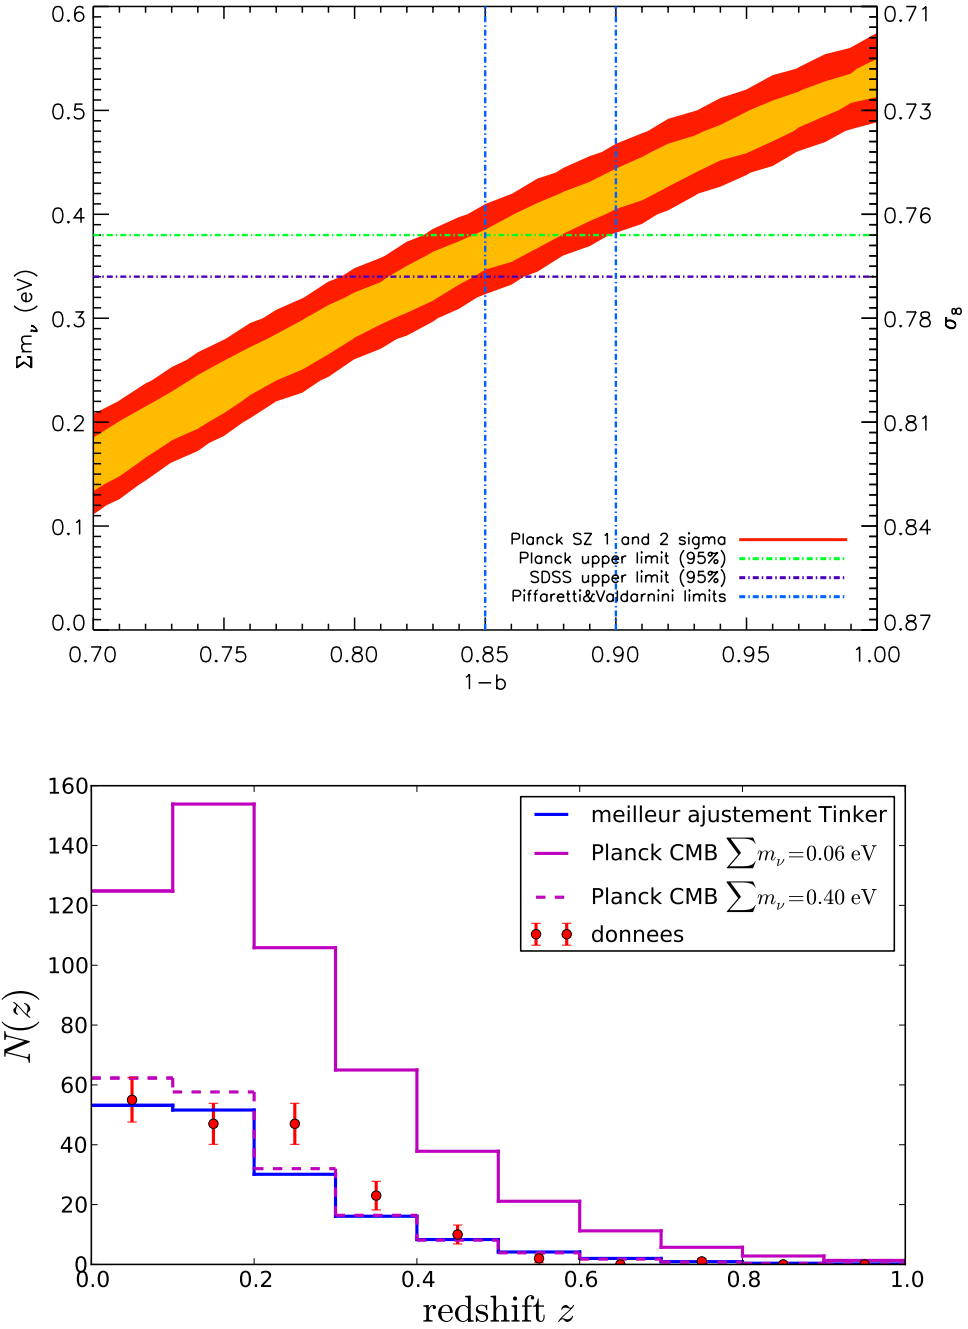 0.6
0.5
0.4
0.3
0.2
0.1
0.0
Σmν (eV)
0.71
0.73
0.76
0.78
0.81
0.84
0.87
σ8
Planck SZ 1 and 2 sigma
Planck upper limit (95%)
SDSS upper limit (95%)
Piffaretti&Valdarnini limits
0.70 0.75 0.80 0.85 0.90 0.95 1.00
1−b
160
140
120
100
80
60
40
20
0
N(z)
meilleur ajustement Tinker
Planck CMB ∑mν=0.06 eV
Planck CMB ∑mν=0.40 eV
donnees
0.0 0.2 0.4 0.6 0.8 1.0
redshift z